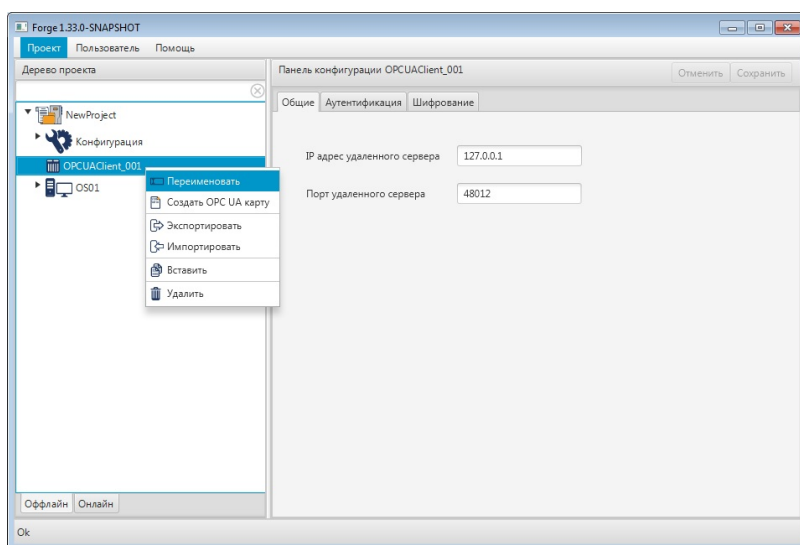 Forge 1.33.0-SNAPSHOT
Проект Пользователь Помощь
Дерево проекта
Панель конфигурации OPCUAClient_001
Отменить Сохранить
Общие Аутентификация Шифрование
NewProject
Конфигурация
IP адрес удаленного сервера 127.0.0.1
OPCUAClient_001
Переименовать
OS01
Порт удаленного сервера 48012
Создать OPC UA карту
Экспортировать
Импортировать
Вставить
Удалить
Оффлайн Онлайн
Ok